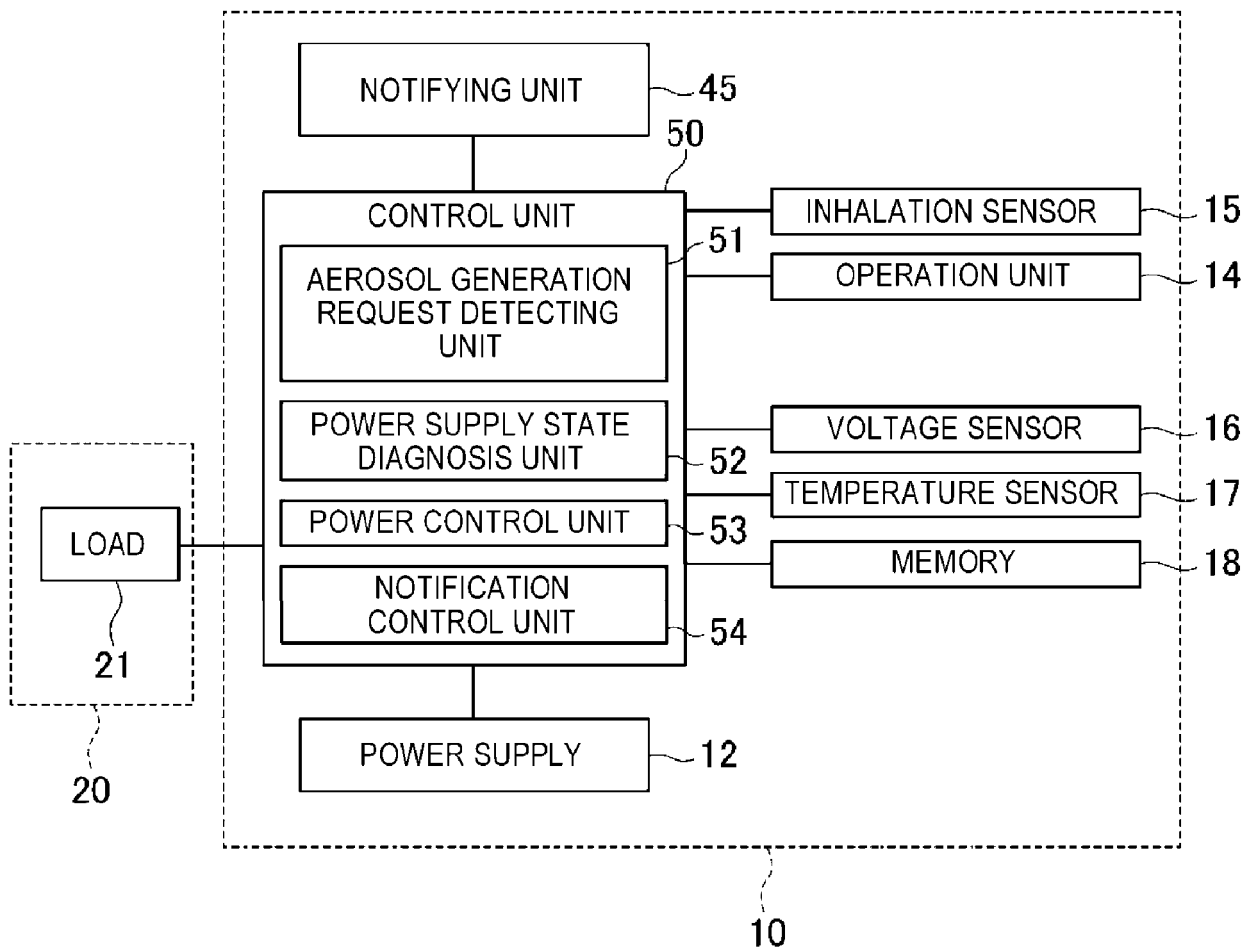 NOTIFYING UNIT
45
50
CONTROL UNIT
INHALATION SENSOR
15
51
AEROSOL GENERATION
REQUEST DETECTING
UNIT
OPERATION UNIT
14
POWER SUPPLY STATE
DIAGNOSIS UNIT
52
VOLTAGE SENSOR
16
TEMPERATURE SENSOR
17
POWER CONTROL UNIT
53
LOAD
21
MEMORY
18
NOTIFICATION
CONTROL UNIT
54
20
POWER SUPPLY
12
10